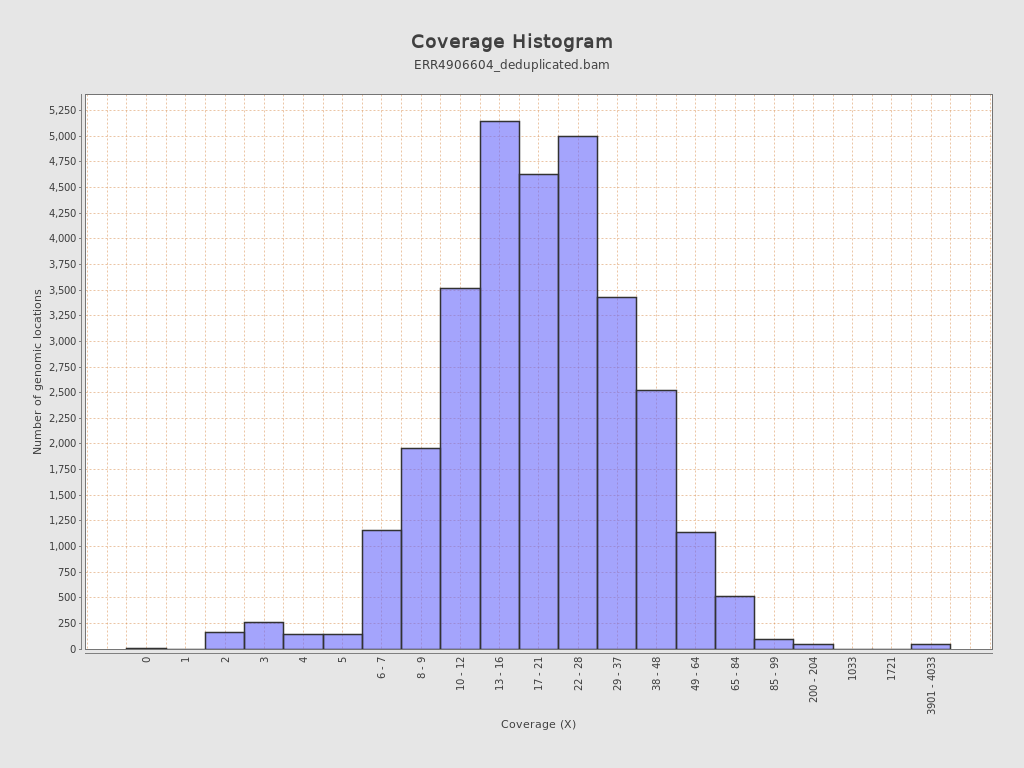 Coverage Histogram
ERR4906604_deduplicated.bam
Number of genomic locations
5,250
5,000
4,750
4,500
4,250
4,000
3,750
3,500
3,250
3,000
2,750
2,500
2,250
2,000
1,750
1,500
1,250
1,000
750
500
250
0
0
1
2
3
4
5
6 - 7
8 - 9
10 - 12
13 - 16
17 - 21
22 - 28
29 - 37
38 - 48
49 - 64
65 - 84
85 - 99
200 - 204
1033
1721
3901 - 4033
Coverage (X)